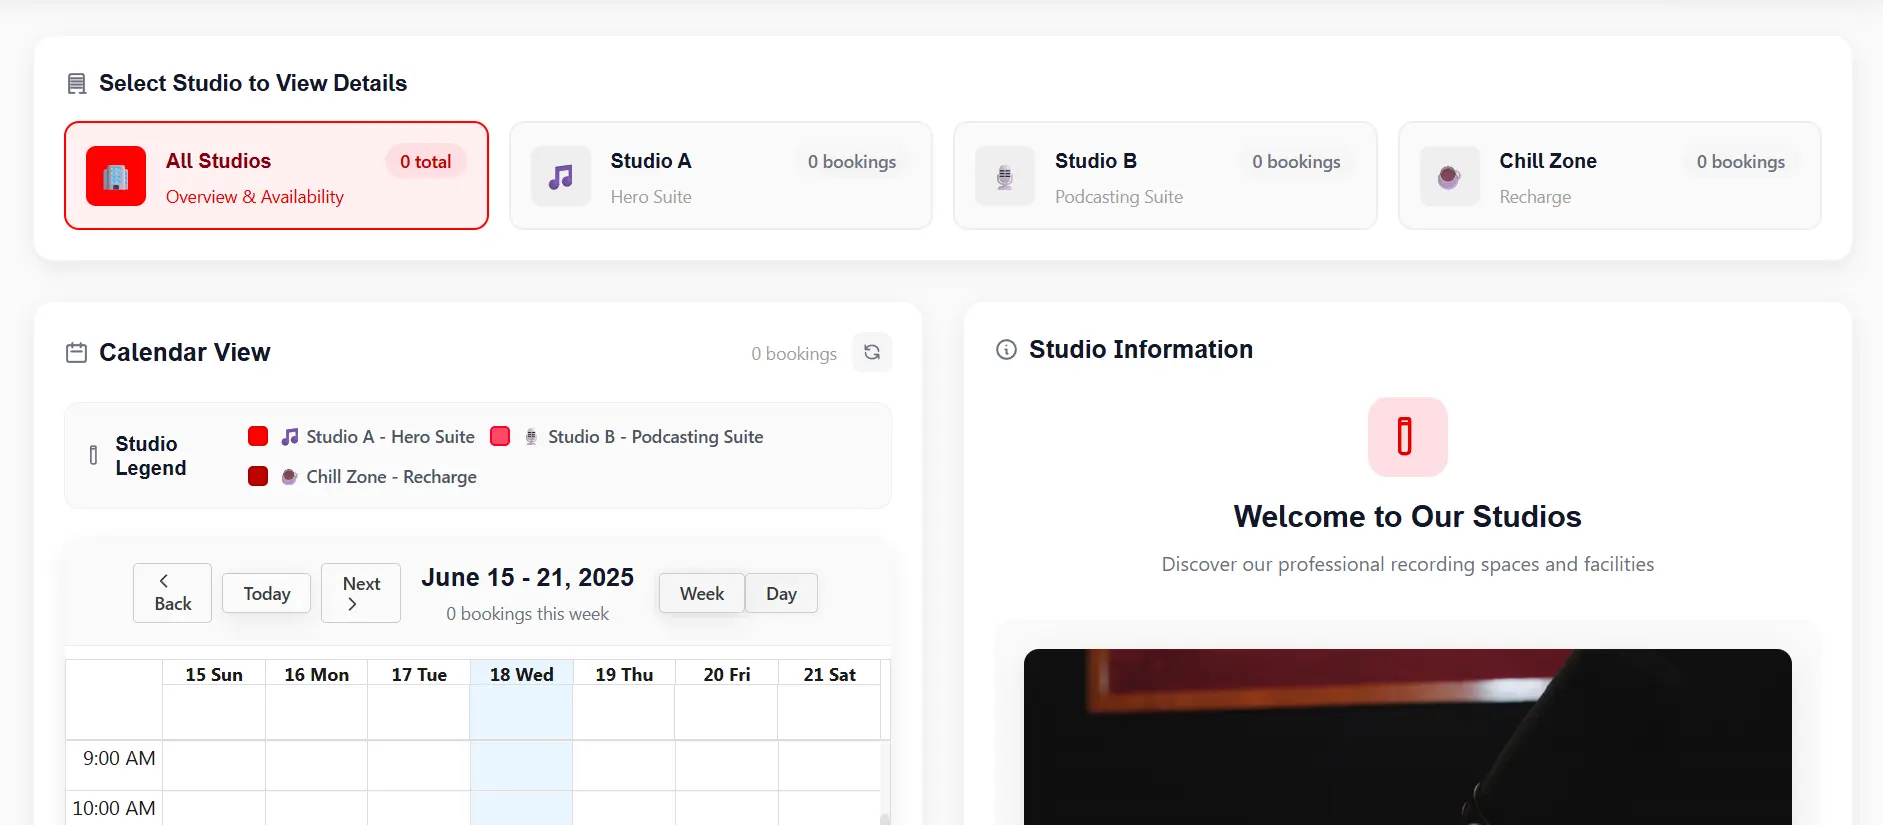 Select Studio to View Details
All Studios
0 total
Overview & Availability
Studio A
0 bookings
Hero Suite
Studio B
0 bookings
Podcasting Suite
Chill Zone
0 bookings
Recharge
Calendar View
0 bookings
Studio
Legend
Studio A - Hero Suite
Studio B - Podcasting Suite
Chill Zone - Recharge
Back
Today
Next
June 15 - 21, 2025
0 bookings this week
Week
Day
15 Sun
16 Mon
17 Tue
18 Wed
19 Thu
20 Fri
21 Sat
9:00 AM
10:00 AM
Studio Information
Welcome to Our Studios
Discover our professional recording spaces and facilities